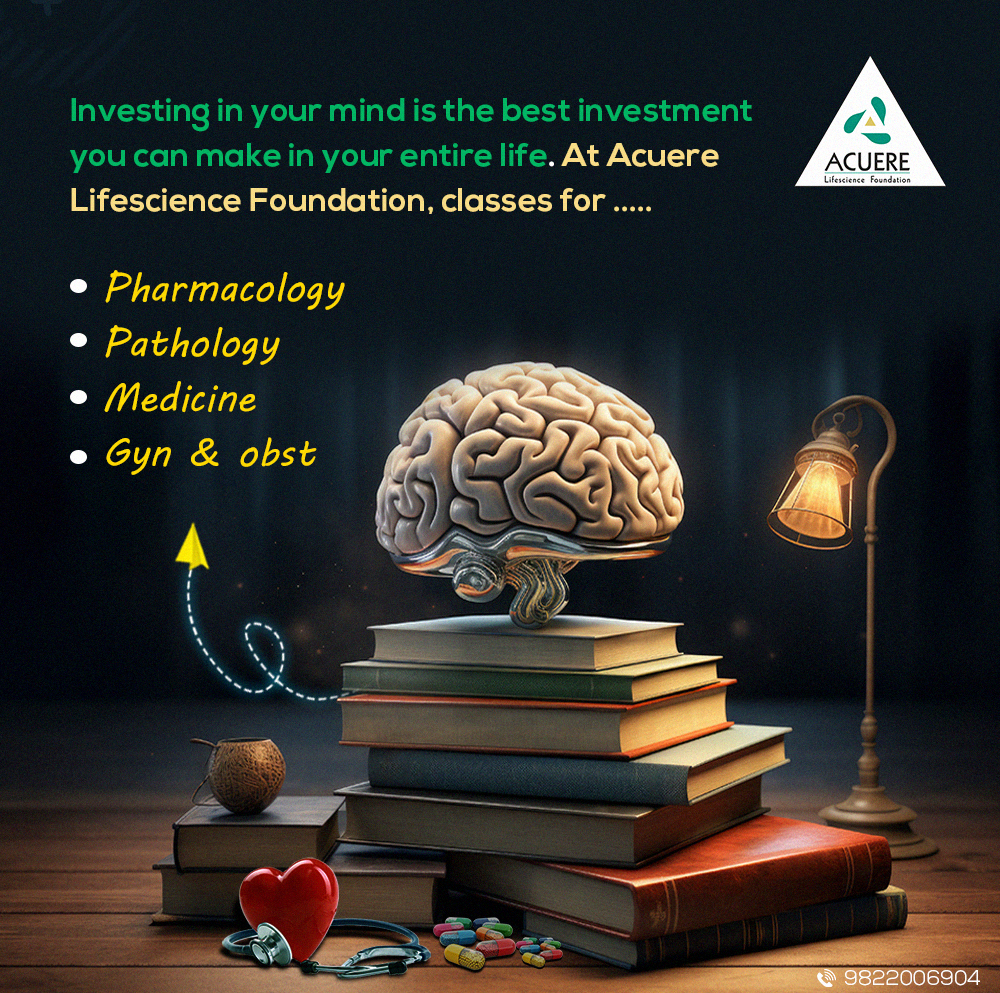 Investing in your mind is the best investment
you can make in your entire life. At Acuere
Lifescience Foundation, classes for .....
ACUERE
Lifescience Foundation
• Pharmacology
• Pathology
• Medicine
• Gyn & obst
9822006904